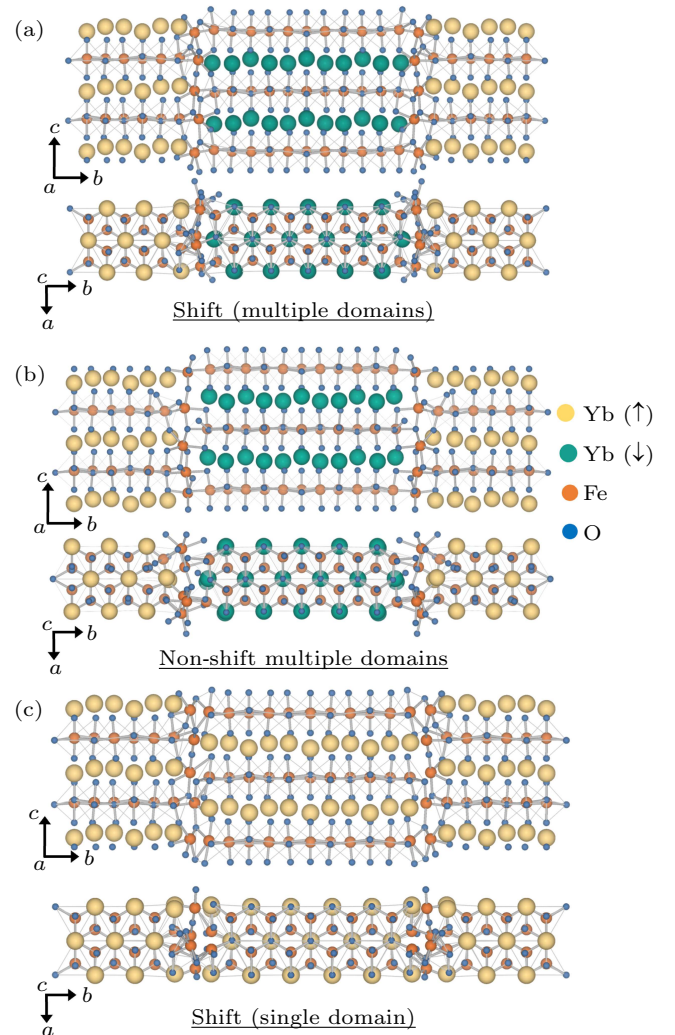 (a)
c
a
b
c
b
a
Shift (multiple domains)
(b)
Yb (↑)
Yb (↓)
Fe
O
c
a
b
c
b
a
Non-shift multiple domains
(c)
c
a
b
c
b
a
Shift (single domain)